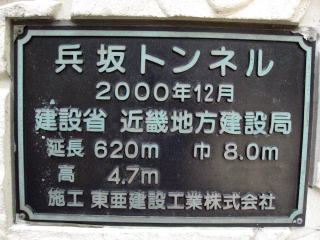 兵坂トンネル
2000年12月
建設省 近畿地方建設局
延長 620m 巾 8.0m
高 4.7m
施工 東亜建設工業株式会社